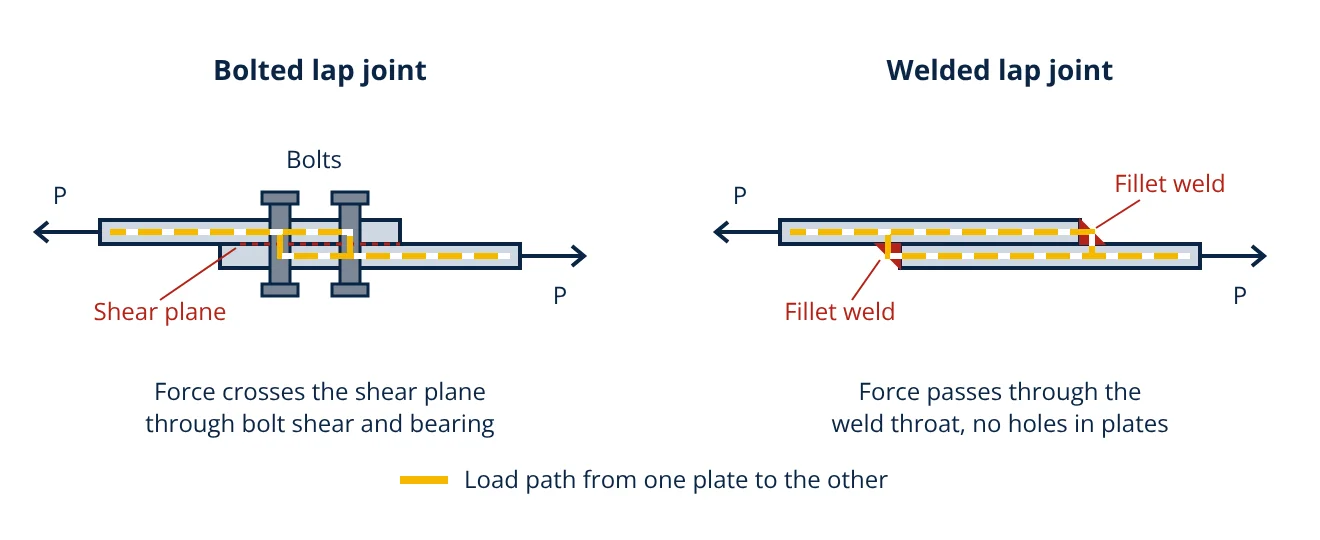 Bolted lap joint
Bolts
P
Shear plane
P
Force crosses the shear plane
through bolt shear and bearing
Welded lap joint
P
Fillet weld
Fillet weld
P
Force passes through the
weld throat, no holes in plates
Load path from one plate to the other